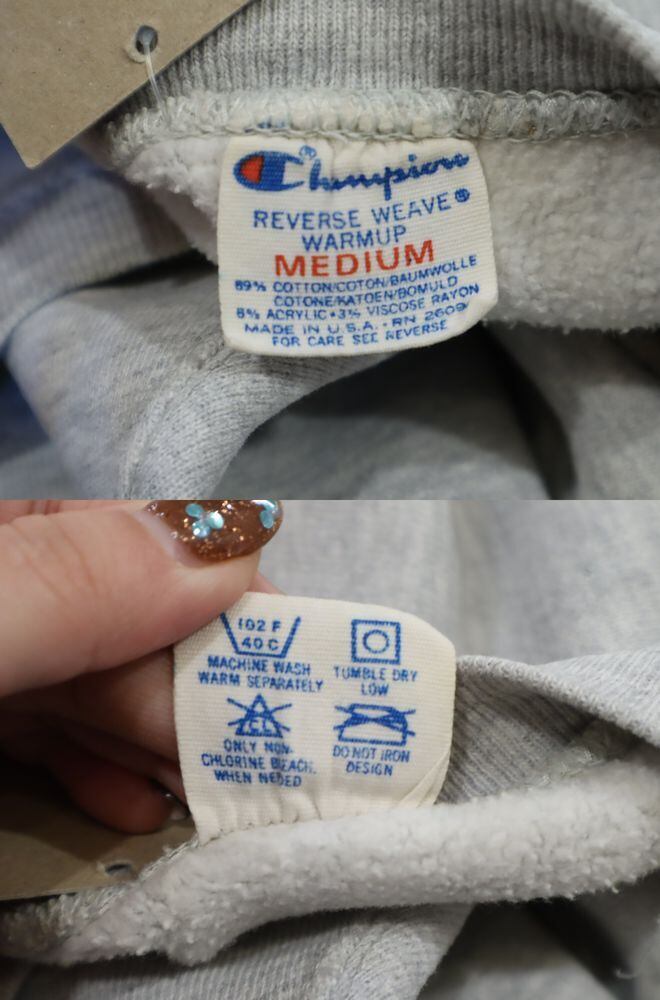 Champion®
REVERSE WEAVE®
WARMUP
MEDIUM
89% COTTON/COTON/BAUMWOLLE
COTONE/KATOEN/BOMULD
8% ACRYLIC • 3% VISCOSE RAYON
MADE IN U.S.A. • RN 26094
FOR CARE SEE REVERSE
102 F
40 C
MACHINE WASH
WARM SEPARATELY
TUMBLE DRY
LOW
CL
ONLY NON-
CHLORINE BLEACH.
WHEN NEEDED
DO NOT IRON
DESIGN